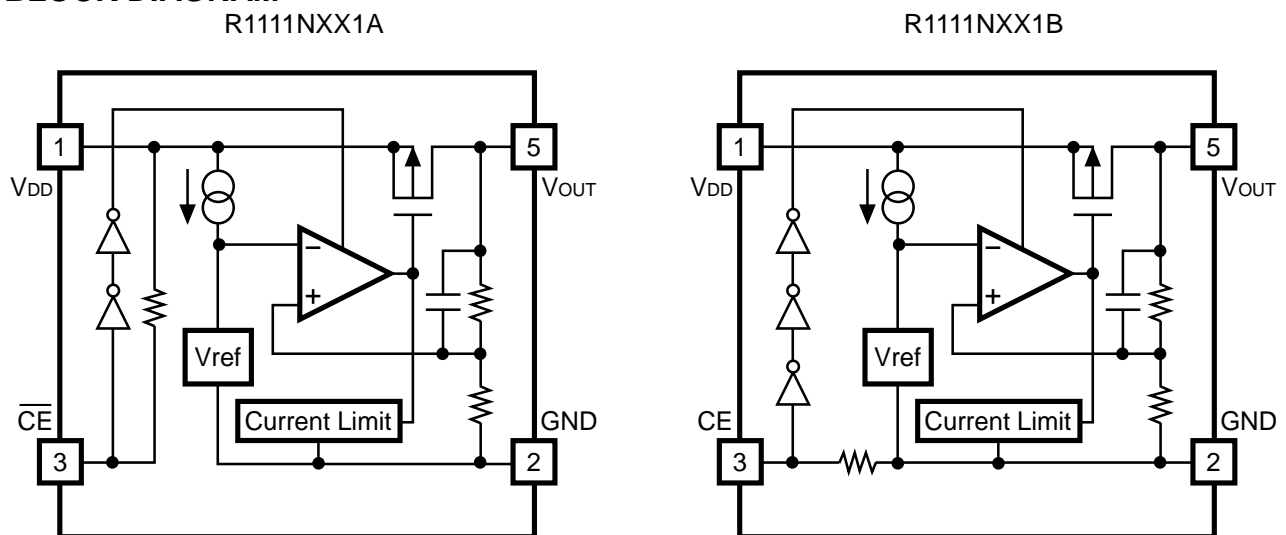 BLOCK DIAGRAM
R1111NXX1A
1
VDD
5
VOUT
−
+
Vref
Current Limit
CE
3
GND
2
R1111NXX1B
1
VDD
5
VOUT
−
+
Vref
Current Limit
CE
3
GND
2